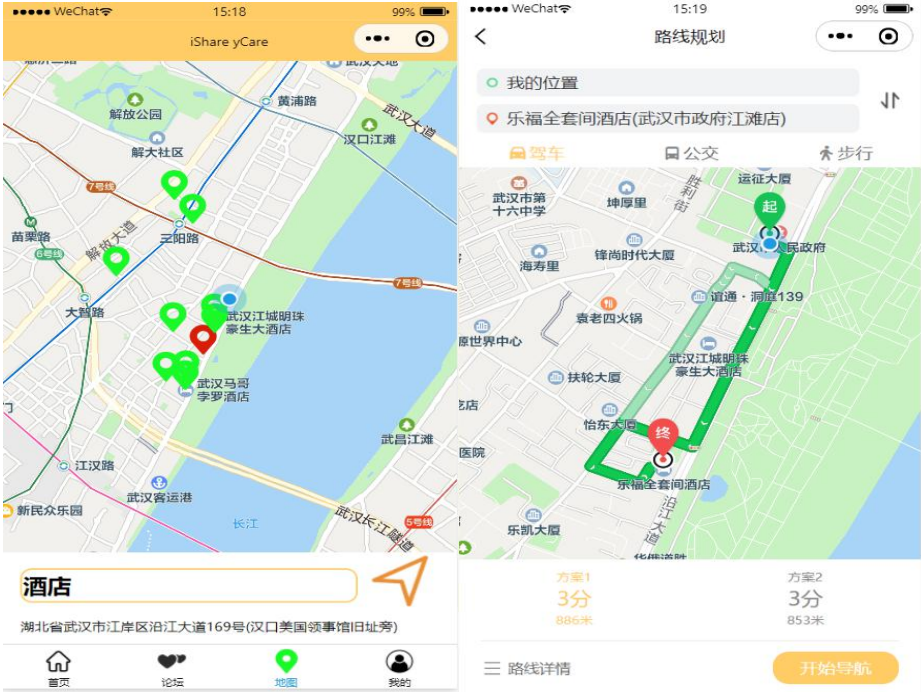 WeChat
15:18
99%
iShare yCare
黄浦路
武汉大道
解放公园
汉口江滩
解大社区
7号线
苗栗路
解放大道
三阳路
6号线
7号线
大智路
武汉江城明珠
豪生大酒店
武汉马哥
孛罗酒店
武昌江滩
江汉路
武汉客运港
新民众乐园
长江
武汉长江隧道
5号线
酒店
湖北省武汉市江岸区沿江大道169号(汉口美国领事馆旧址旁)
首页
论坛
地图
我的
WeChat
15:19
99%
路线规划
我的位置
乐福全套间酒店(武汉市政府江滩店)
驾车
公交
步行
胜利街
运征大厦
武汉市第
十六中学
坤厚里
起
锋尚时代大厦
海寿里
谊通·洞庭139
袁老四火锅
原世界中心
武汉江城明珠
豪生大酒店
扶轮大厦
怡东大厦
终
医院
乐福全套间酒店
沿江大道
乐凯大厦
方案1
3分
886米
方案2
3分
853米
路线详情
开始导航